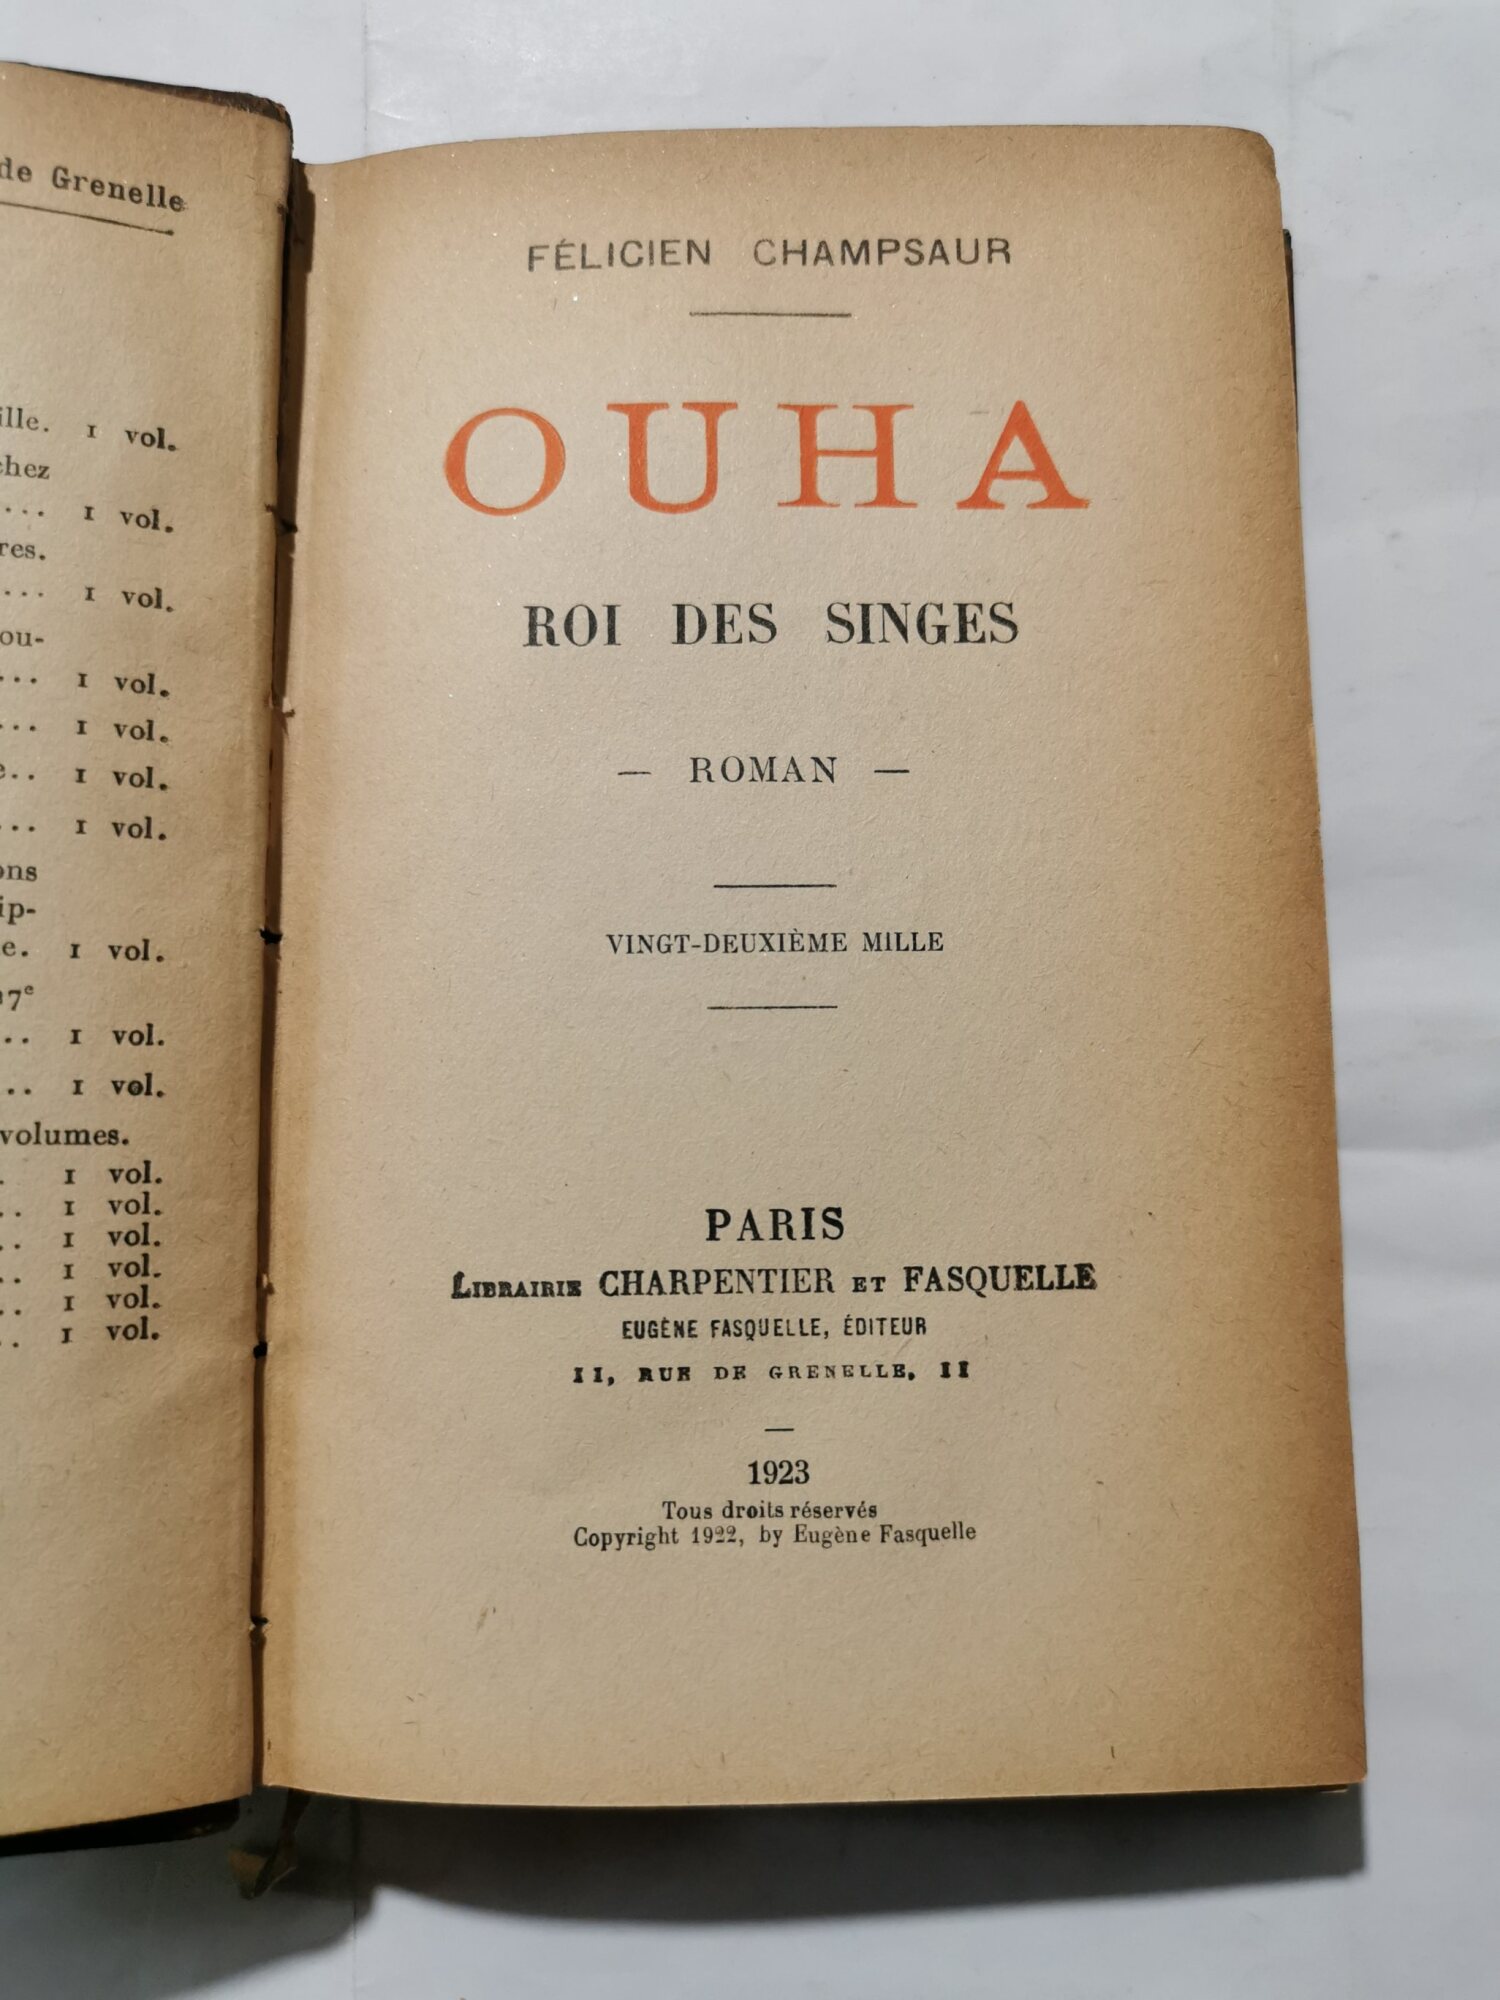 de Grenelle
ille. 1 vol.
chez
... 1 vol.
res.
... 1 vol.
ou-
... 1 vol.
... 1 vol.
e.. 1 vol.
... 1 vol.
ons
ip-
e. 1 vol.
7e
.. 1 vol.
.. 1 vol.
volumes.
. 1 vol.
.. 1 vol.
.. 1 vol.
.. 1 vol.
.. 1 vol.
.. 1 vol.
FÉLICIEN CHAMPSAUR
OUHA
ROI DES SINGES
— ROMAN —
VINGT-DEUXIÈME MILLE
PARIS
LIBRAIRIE CHARPENTIER ET FASQUELLE
EUGÈNE FASQUELLE, ÉDITEUR
11, RUE DE GRENELLE, 11
1923
Tous droits réservés
Copyright 1922, by Eugène Fasquelle